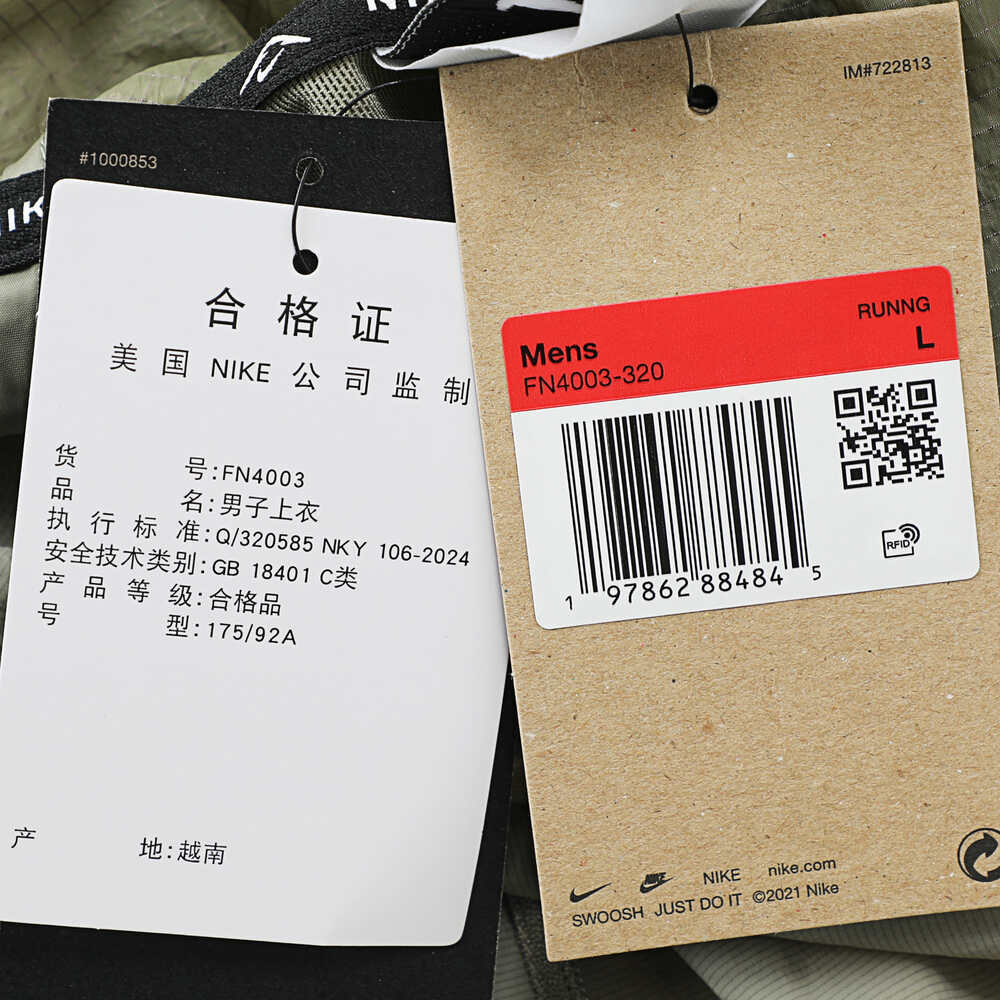 NIK
NIK
#1000853
合格证
美国 NIKE 公司监制
货 号:FN4003
品 名:男子上衣
执行标准:Q/320585 NKY 106-2024
安全技术类别:GB 18401 C类
产品等级:合格品
号 型:175/92A
产 地:越南
IM#722813
RUNNG
Mens L
FN4003-320
1 97862 88484 5
RFID
NIKE nike.com
SWOOSH JUST DO IT ©2021 Nike